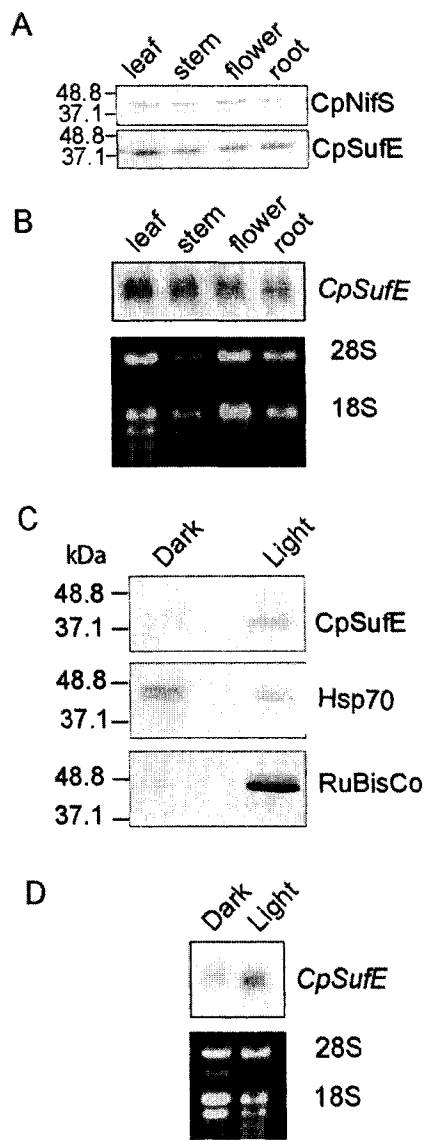 A
leaf stem flower root
48.8
37.1
CpNifS
48.8
37.1
CpSufE
B
leaf stem flower root
CpSufE
28S
18S
C
kDa
Dark Light
48.8
37.1
CpSufE
48.8
37.1
Hsp70
48.8
37.1
RuBisCo
D
Dark Light
CpSufE
28S
18S